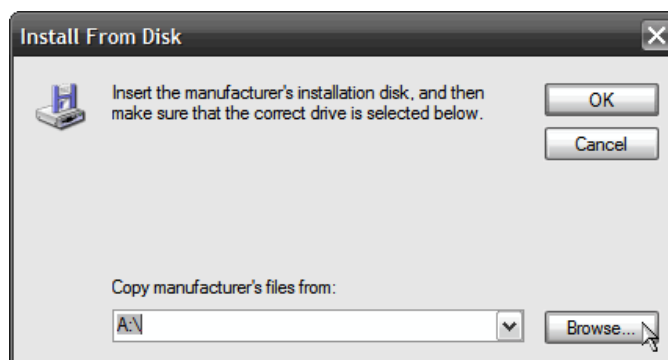 Install From Disk
Insert the manufacturer's installation disk, and then
make sure that the correct drive is selected below.
OK
Cancel
Copy manufacturer's files from:
A:\
Browse...